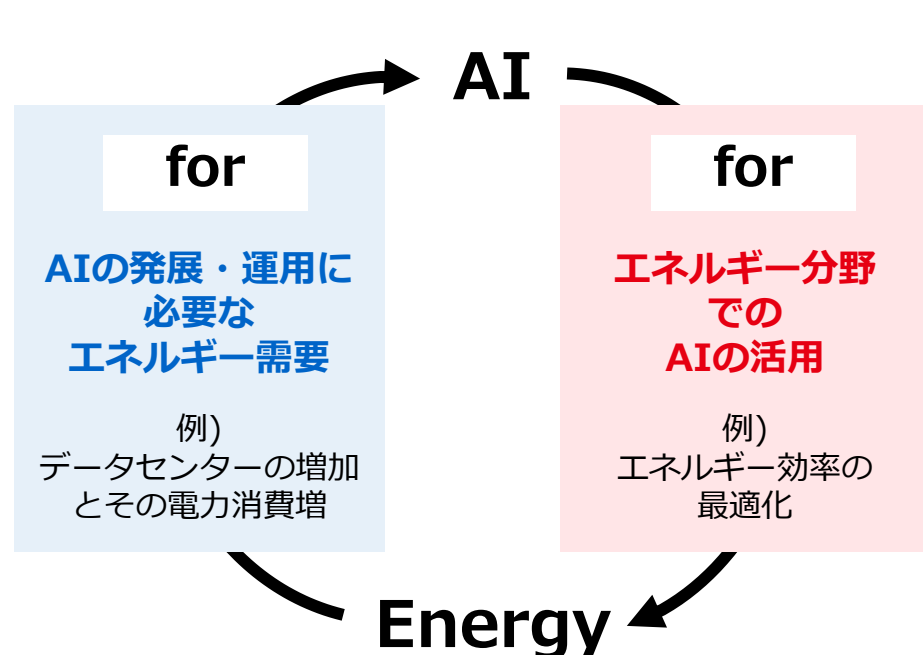 AI
for
AIの発展・運用に
必要な
エネルギー需要
例)
データセンターの増加
とその電力消費増
for
エネルギー分野
での
AIの活用
例)
エネルギー効率の
最適化
Energy